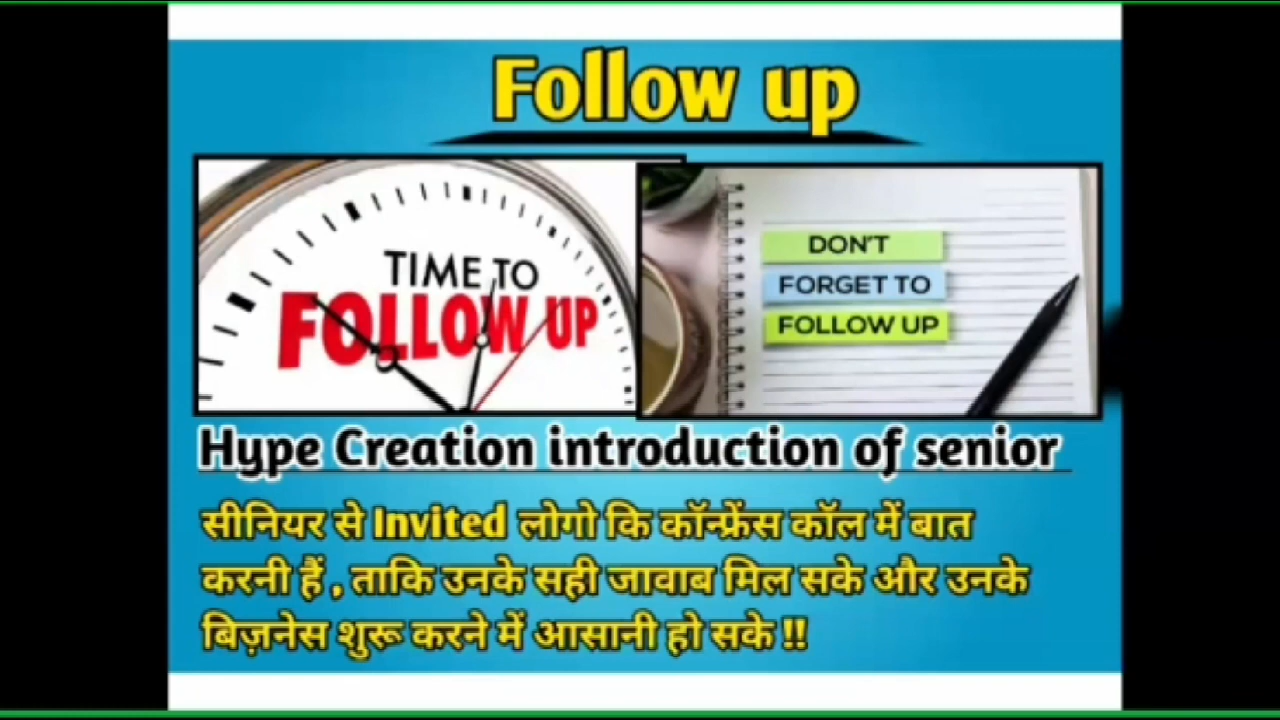 Follow up
TIME TO
FOLLOW UP
DON'T
FORGET TO
FOLLOW UP
Hype Creation introduction of senior
सीनियर से Invited लोगो कि कॉन्फ्रेंस कॉल में बात
करनी हैं , ताकि उनके सही जावाब मिल सके और उनके
बिज़नेस शुरू करने में आसानी हो सके !!